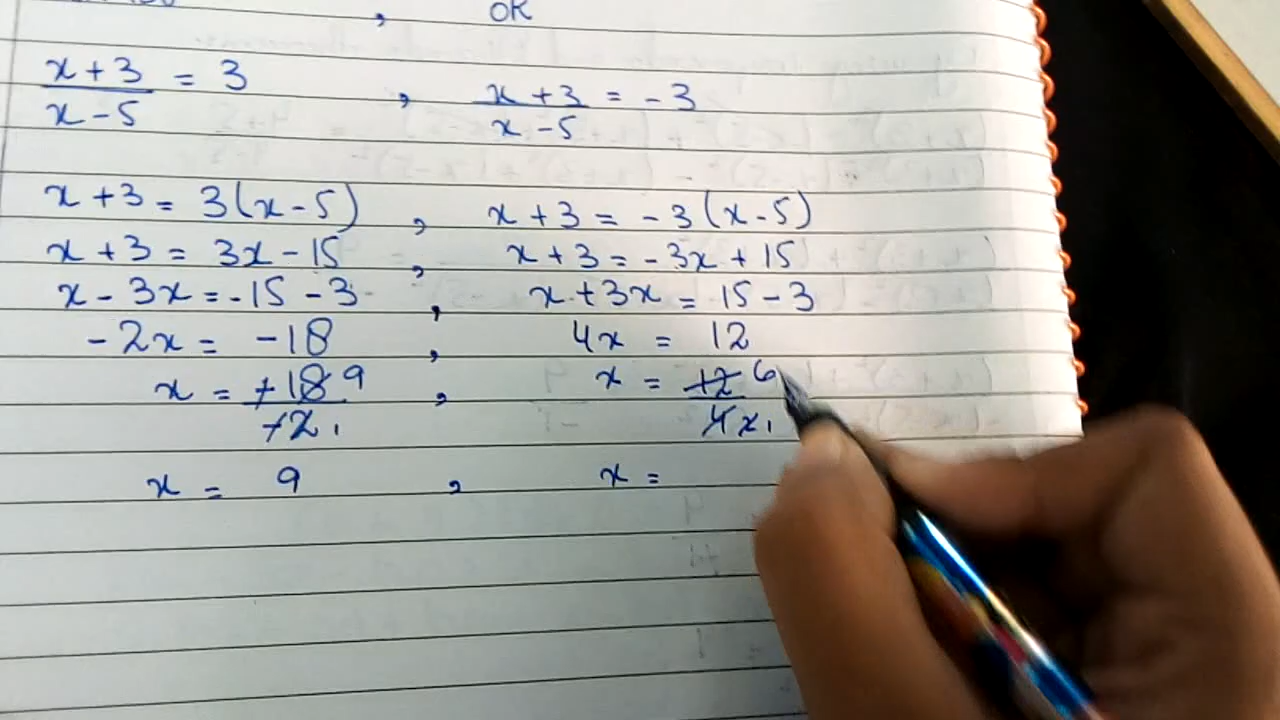 , OR
x + 3 / x - 5 = 3 , x + 3 / x - 5 = - 3
x + 3 = 3(x - 5) , x + 3 = - 3 (x - 5)
x + 3 = 3x - 15 , x + 3 = - 3x + 15
x - 3x = - 15 - 3 , x + 3x = 15 - 3
- 2x = - 18 , 4x = 12
x = -18 9 / -2 1 , x = 12 6 / 4 2 1
x = 9 , x =